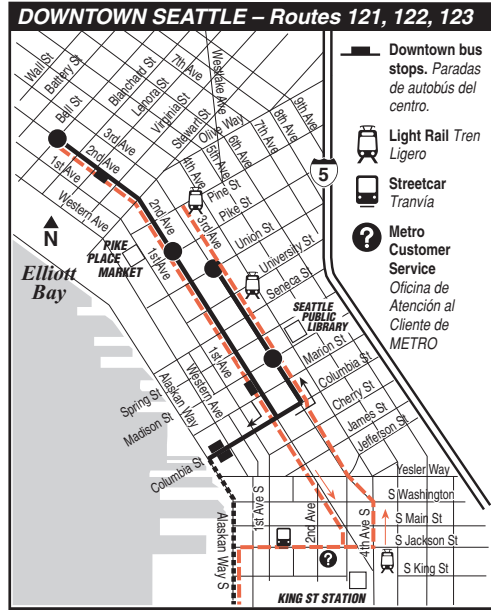 DOWNTOWN SEATTLE – Routes 121, 122, 123
Downtown bus
stops. Paradas
de autobús del
centro.
Light Rail Tren
Ligero
Streetcar
Tranvía
?
Metro
Customer
Service
Oficina de
Atención al
Cliente de
METRO
5
Wall St
Battery St
Bell St
Blanchard St
Lenora St
Virginia St
Stewart St
Olive Way
7th Ave
Westlake Ave
9th Ave
8th Ave
7th Ave
6th Ave
5th Ave
4th Ave
3rd Ave
2nd Ave
1st Ave
Western Ave
Pine St
Pike St
3rd Ave
2nd Ave
1st Ave
Union St
University St
Seneca St
N
PIKE
PLACE
MARKET
Elliott
Bay
SEATTLE
PUBLIC
LIBRARY
Marion St
Columbia St
Cherry St
James St
Jefferson St
1st Ave
Western Ave
Alaskan Way
Spring St
Madison St
Columbia St
Yesler Way
S Washington
S Main St
S Jackson St
S King St
Alaskan Way S
1st Ave S
2nd Ave
4th Ave S
?
KING ST STATION